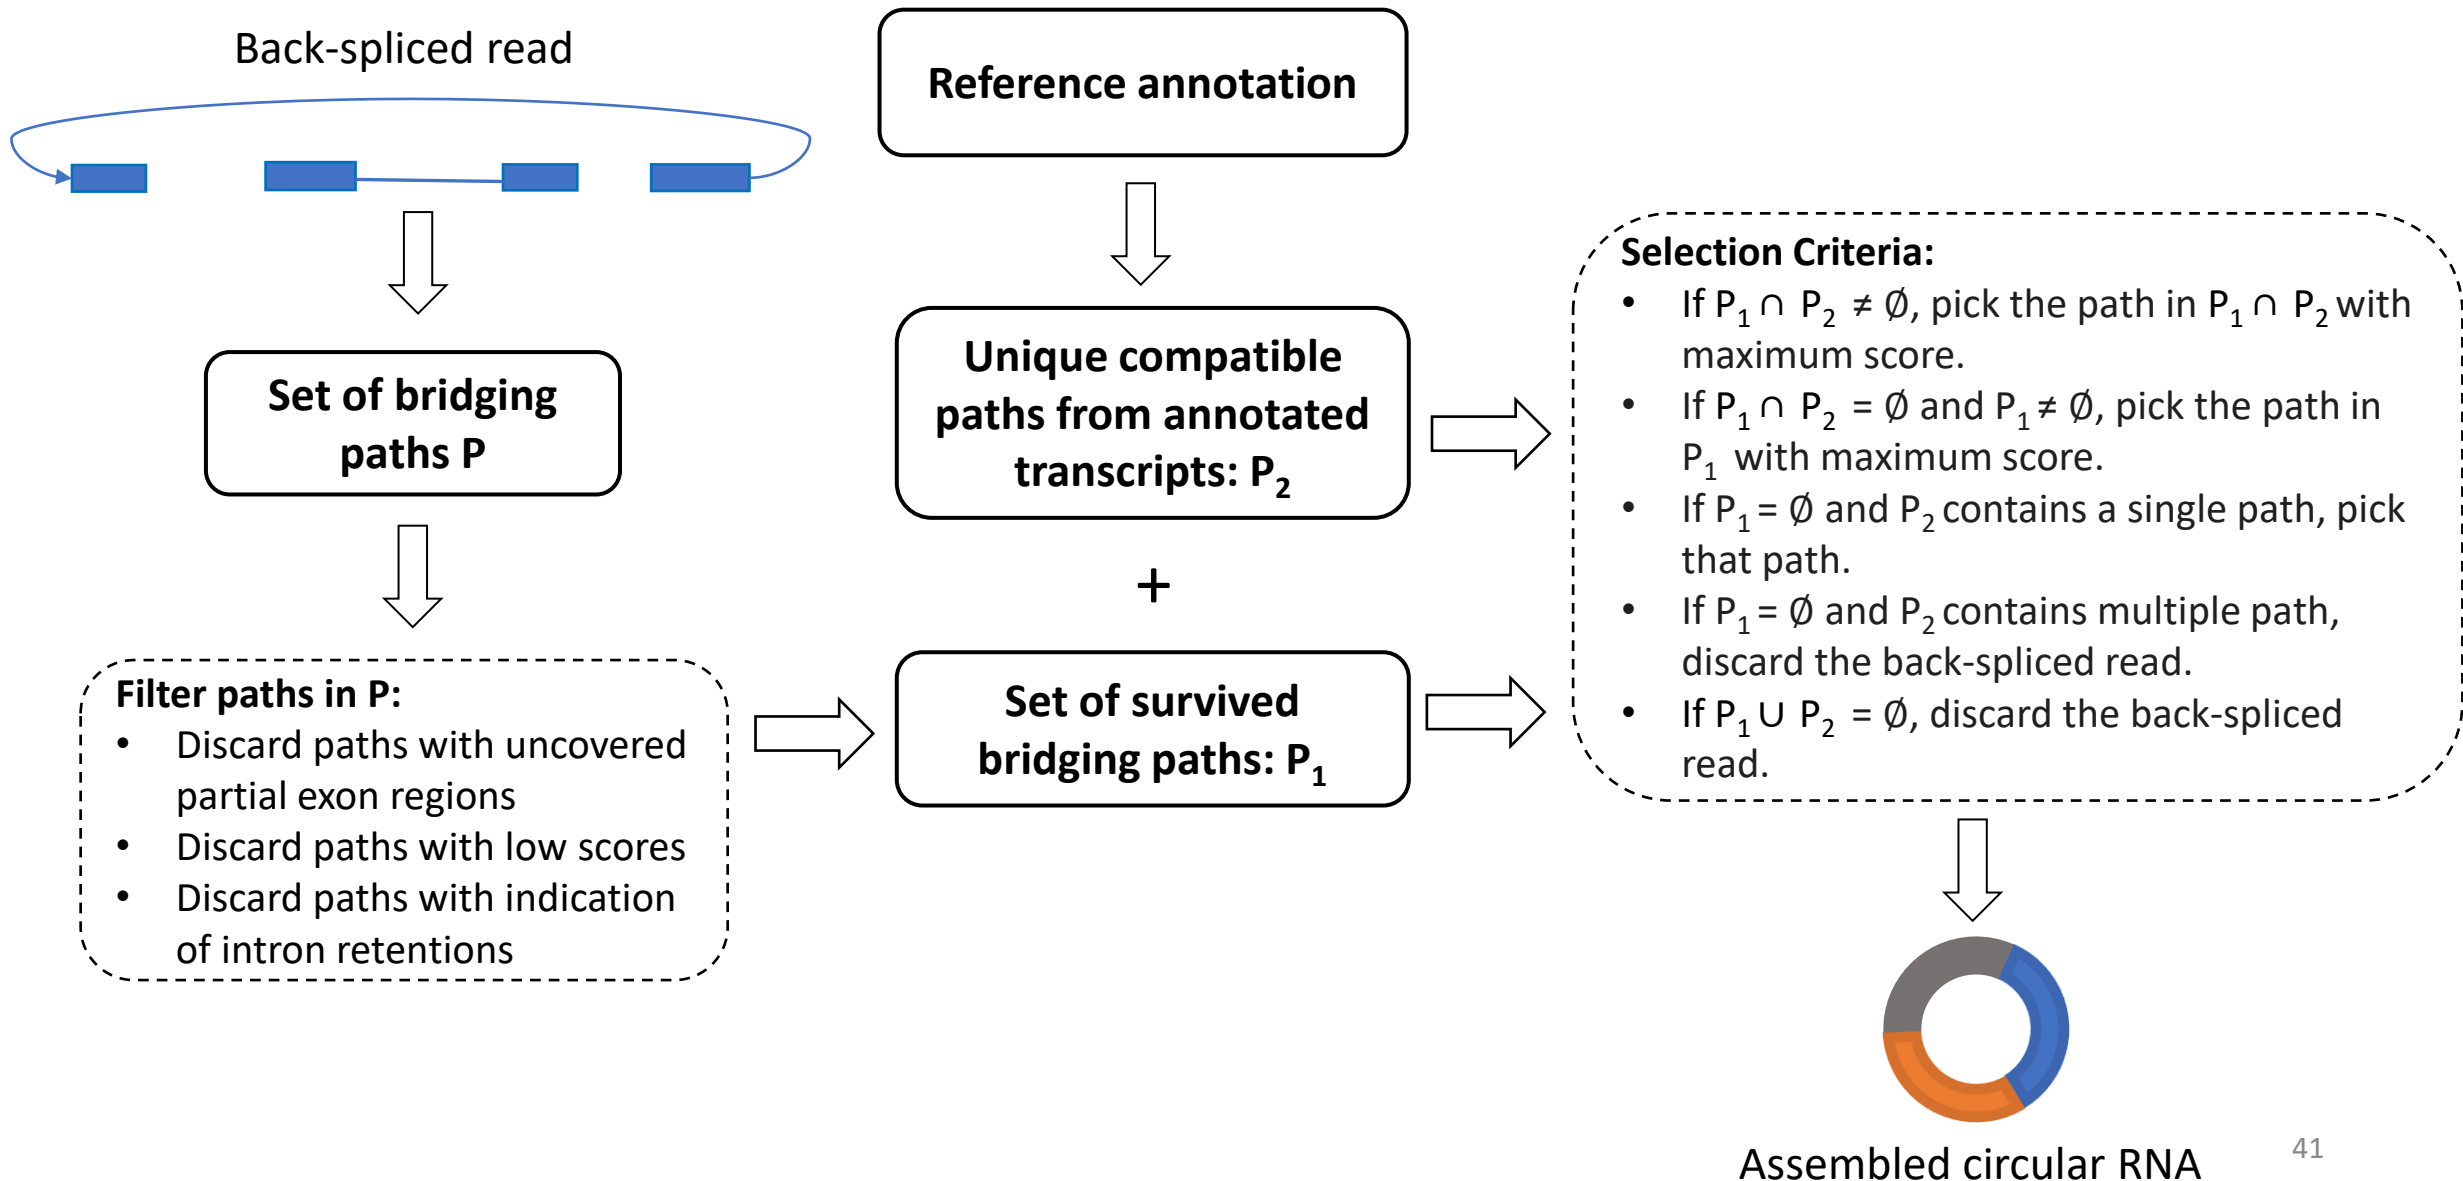 Back-spliced read
Reference annotation
Set of bridging
paths P
Unique compatible
paths from annotated
transcripts: P₂
+
Filter paths in P:
• Discard paths with uncovered
partial exon regions
• Discard paths with low scores
• Discard paths with indication
of intron retentions
Set of survived
bridging paths: P₁
Selection Criteria:
• If P₁ ∩ P₂ ≠ ∅, pick the path in P₁ ∩ P₂ with
maximum score.
• If P₁ ∩ P₂ = ∅ and P₁ ≠ ∅, pick the path in
P₁ with maximum score.
• If P₁ = ∅ and P₂ contains a single path, pick
that path.
• If P₁ = ∅ and P₂ contains multiple path,
discard the back-spliced read.
• If P₁ ∪ P₂ = ∅, discard the back-spliced
read.
Assembled circular RNA
41